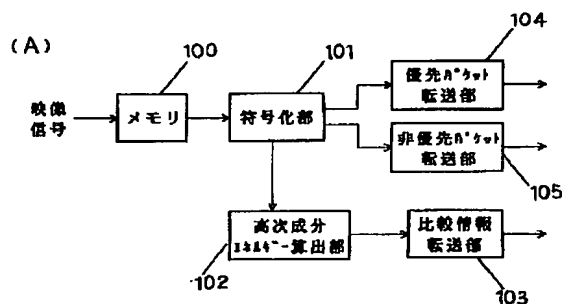 (A)
100
101
104
映像
信号
メモリ
符号化部
優先パケット
転送部
非優先パケット
転送部
105
高次成分
エネルギー算出部
102
比較情報
転送部
103